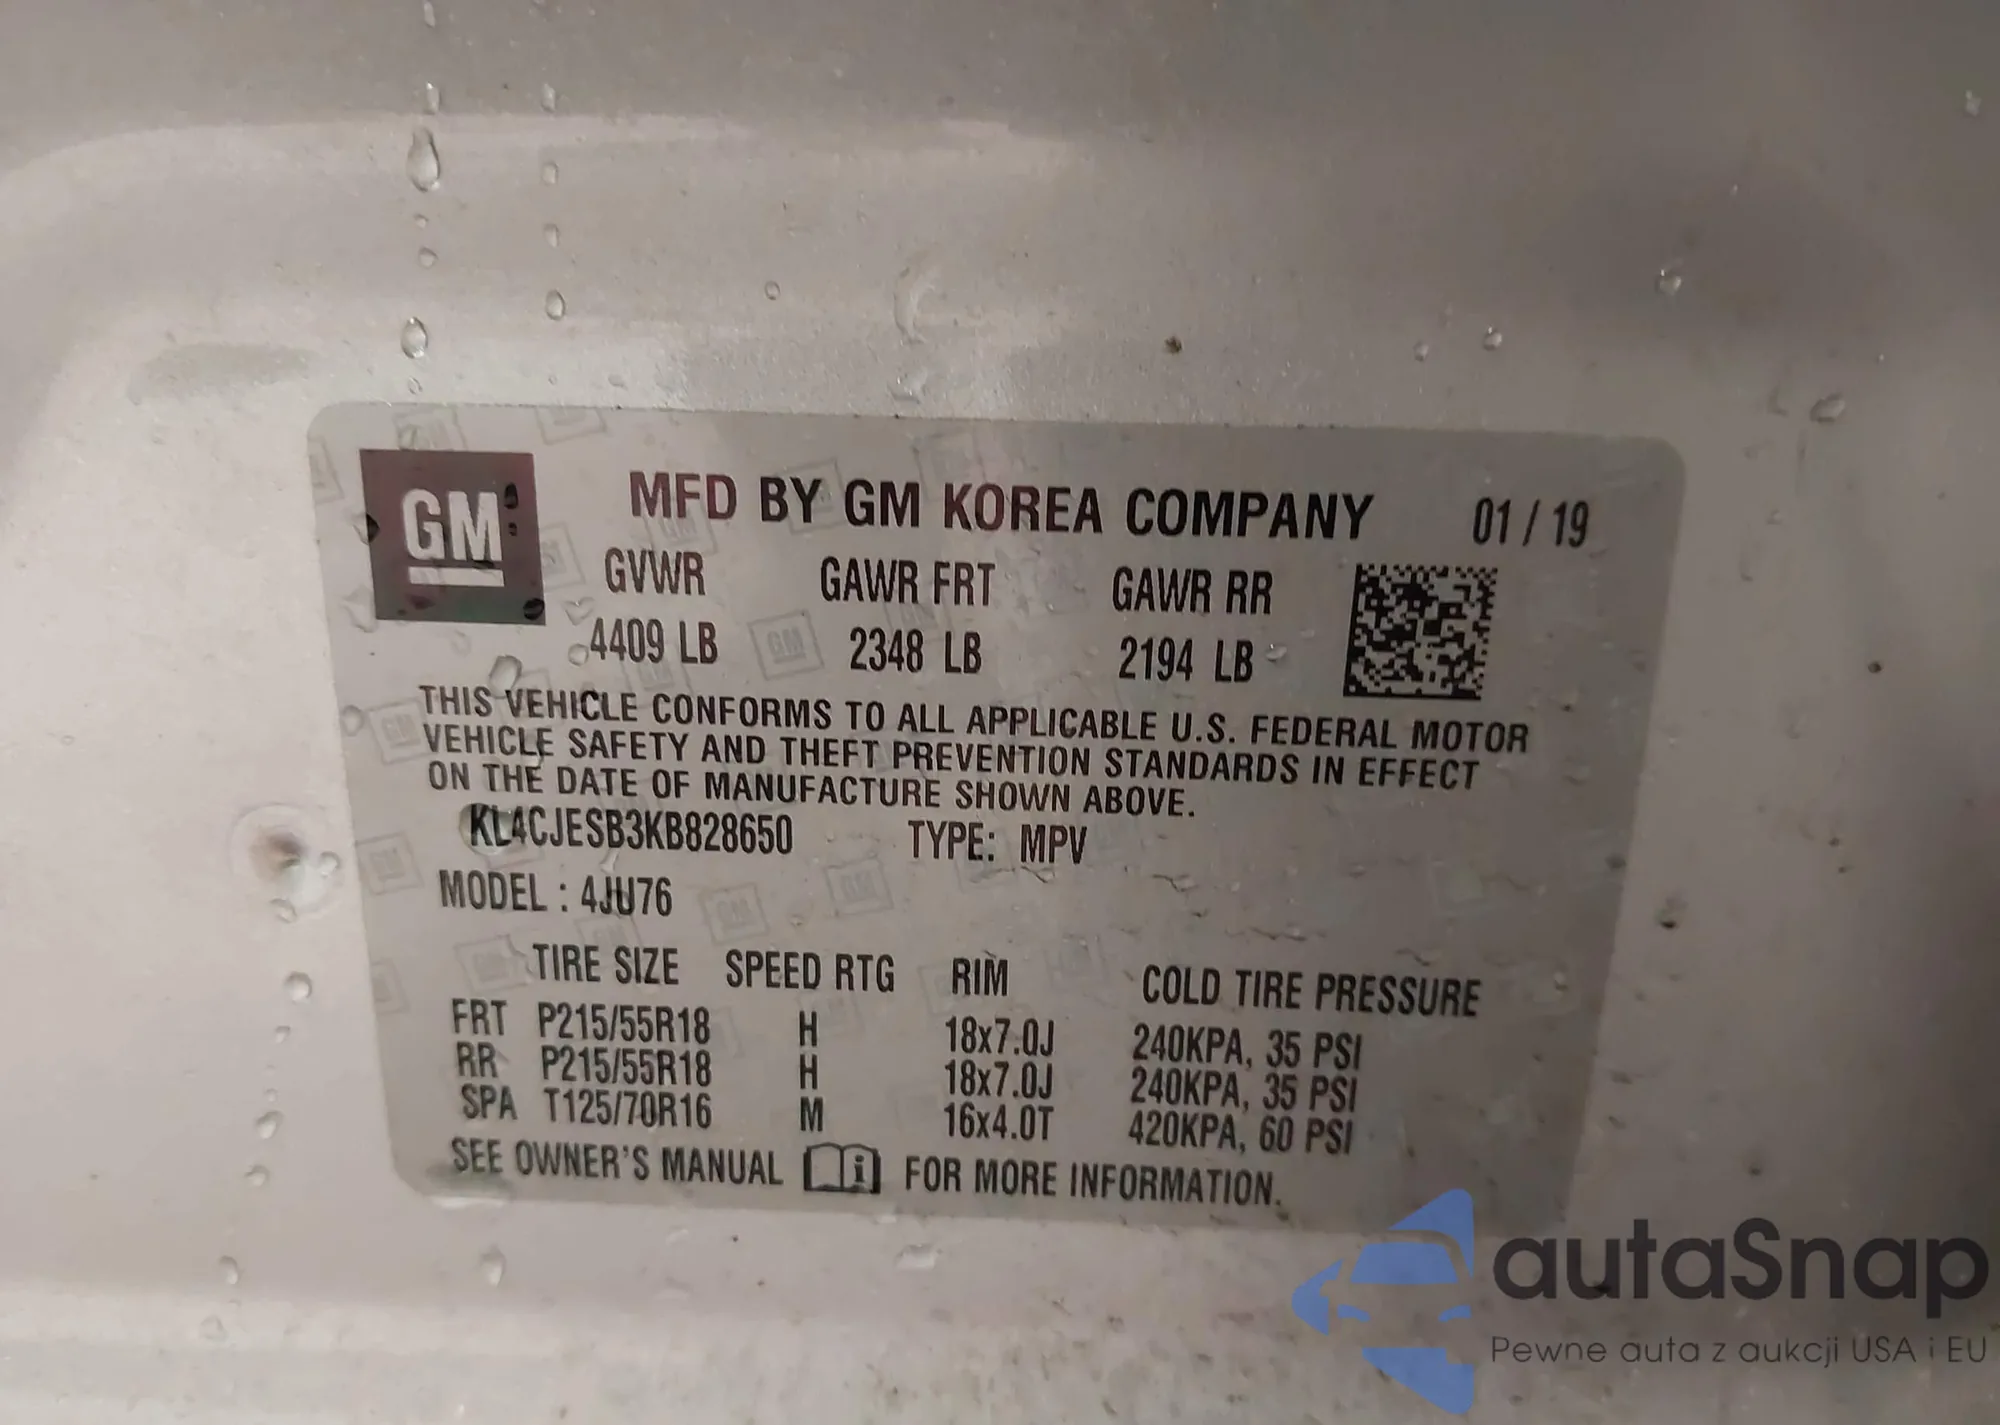 GM
MFD BY GM KOREA COMPANY 01 / 19
GVWR GAWR FRT GAWR RR
4409 LB 2348 LB 2194 LB
THIS VEHICLE CONFORMS TO ALL APPLICABLE U.S. FEDERAL MOTOR
VEHICLE SAFETY AND THEFT PREVENTION STANDARDS IN EFFECT
ON THE DATE OF MANUFACTURE SHOWN ABOVE.
KL4CJESB3KB828650 TYPE: MPV
MODEL : 4JU76
TIRE SIZE SPEED RTG RIM COLD TIRE PRESSURE
FRT P215/55R18 H 18x7.0J 240KPA, 35 PSI
RR P215/55R18 H 18x7.0J 240KPA, 35 PSI
SPA T125/70R16 M 16x4.0T 420KPA, 60 PSI
SEE OWNER'S MANUAL i FOR MORE INFORMATION.
autaSnap
Pewne auta z aukcji USA i EU